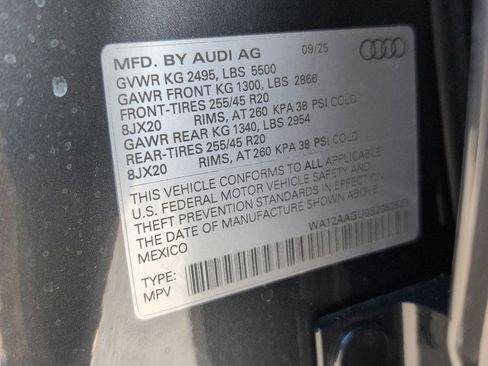 MFD. BY AUDI AG 09/25
GVWR KG 2495, LBS 5500
GAWR FRONT KG 1300, LBS 2866
FRONT-TIRES 255/45 R20
8JX20 RIMS, AT 260 KPA 38 PSI COLD
GAWR REAR KG 1340, LBS 2954
REAR-TIRES 255/45 R20
8JX20 RIMS, AT 260 KPA 38 PSI COLD
THIS VEHICLE CONFORMS TO ALL APPLICABLE
U.S. FEDERAL MOTOR VEHICLE SAFETY AND
THEFT PREVENTION STANDARDS IN EFFECT ON
THE DATE OF MANUFACTURE SHOWN ABOVE.
MEXICO
TYPE:
MPV